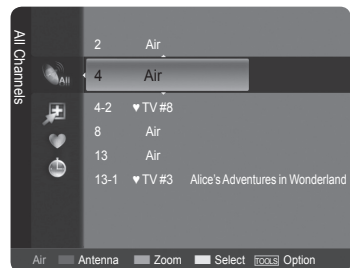 All Channels
All
2 Air
4 Air
4-2 ♥ TV #8
8 Air
13 Air
13-1 ♥ TV #3 Alice's Adventures in Wonderland
Air Antenna Zoom Select TOOLS Option